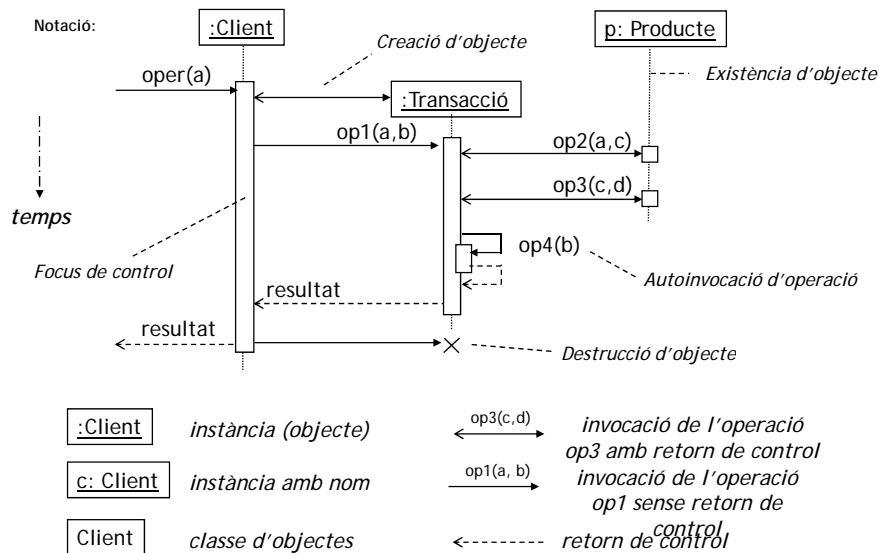 Notació:
:Client
p: Producte
Creació d'objecte
oper(a)
Existència d'objecte
:Transacció
op1(a,b)
op2(a,c)
op3(c,d)
temps
op4(b)
Focus de control
Autoinvocació d'operació
resultat
resultat
Destrucció d'objecte
:Client
instància (objecte)
op3(c,d)
invocació de l'operació
op3 amb retorn de control
c: Client
instància amb nom
op1(a, b)
invocació de l'operació
op1 sense retorn de
control
Client
classe d'objectes
retorn de control